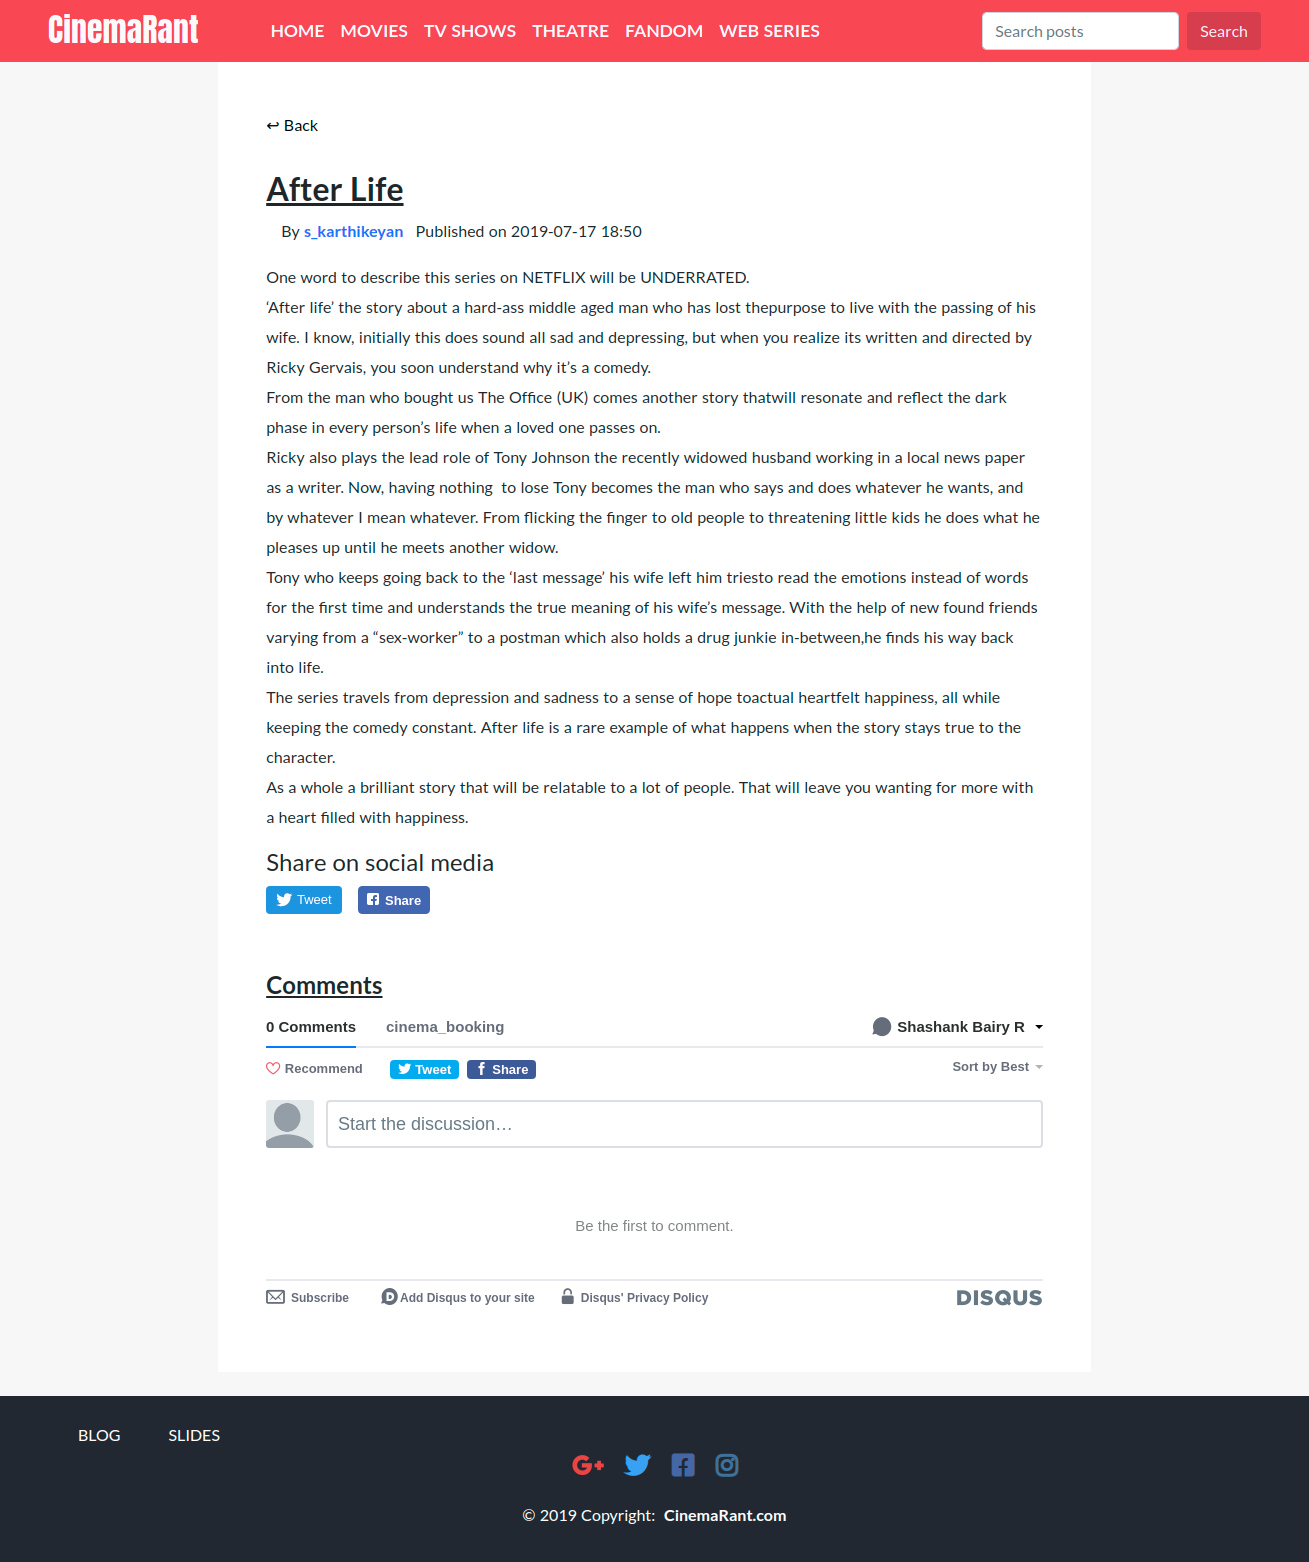 CinemaRant
HOME MOVIES TV SHOWS THEATRE FANDOM WEB SERIES
Search posts Search
↩ Back
After Life
By s_karthikeyan Published on 2019-07-17 18:50
One word to describe this series on NETFLIX will be UNDERRATED.
‘After life’ the story about a hard-ass middle aged man who has lost thepurpose to live with the passing of his
wife. I know, initially this does sound all sad and depressing, but when you realize its written and directed by
Ricky Gervais, you soon understand why it’s a comedy.
From the man who bought us The Office (UK) comes another story thatwill resonate and reflect the dark
phase in every person’s life when a loved one passes on.
Ricky also plays the lead role of Tony Johnson the recently widowed husband working in a local news paper
as a writer. Now, having nothing  to lose Tony becomes the man who says and does whatever he wants, and
by whatever I mean whatever. From flicking the finger to old people to threatening little kids he does what he
pleases up until he meets another widow.
Tony who keeps going back to the ‘last message’ his wife left him triesto read the emotions instead of words
for the first time and understands the true meaning of his wife’s message. With the help of new found friends
varying from a “sex-worker” to a postman which also holds a drug junkie in-between,he finds his way back
into life.
The series travels from depression and sadness to a sense of hope toactual heartfelt happiness, all while
keeping the comedy constant. After life is a rare example of what happens when the story stays true to the
character.
As a whole a brilliant story that will be relatable to a lot of people. That will leave you wanting for more with
a heart filled with happiness.
Share on social media
Tweet Share
Comments
0 Comments cinema_booking Shashank Bairy R
Recommend Tweet Share Sort by Best
Start the discussion…
Be the first to comment.
Subscribe Add Disqus to your site Disqus' Privacy Policy DISQUS
BLOG SLIDES
© 2019 Copyright: CinemaRant.com